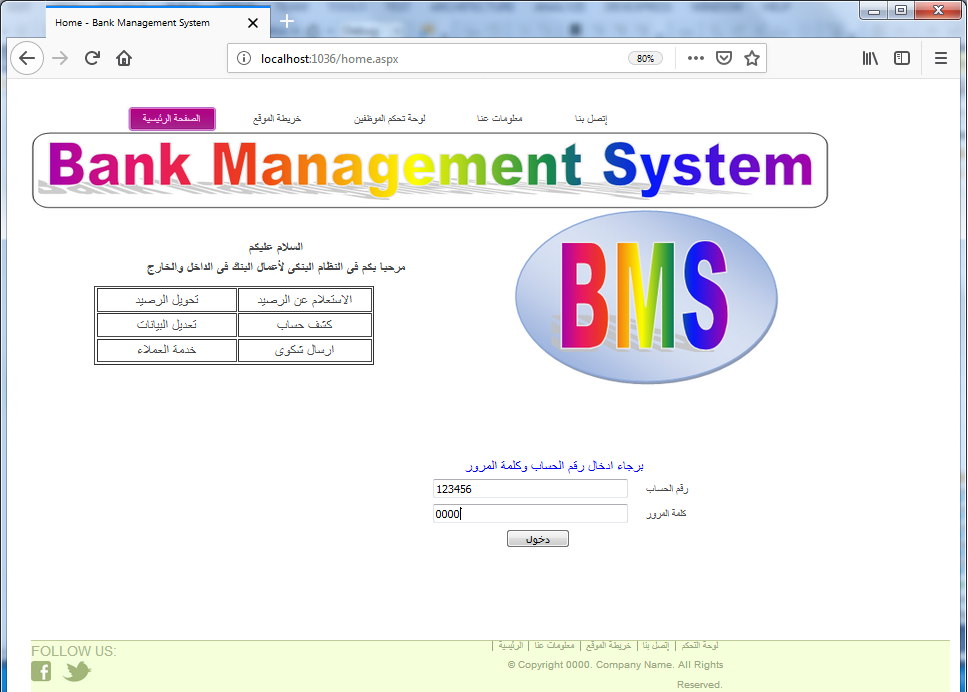 Home - Bank Management System
localhost:1036/home.aspx
80%
الصفحة الرئيسية
خريطة الموقع
لوحة تحكم الموظفين
معلومات عنا
إتصل بنا
Bank Management System
BMS
السلام عليكم
مرحبا بكم فى النظام البنكى لأعمال البنك فى الداخل والخارج
الاستعلام عن الرصيد
تحويل الرصيد
كشف حساب
تعديل البيانات
ارسال شكوى
خدمة العملاء
برجاء ادخال رقم الحساب وكلمة المرور
رقم الحساب
123456
كلمة المرور
0000
دخول
FOLLOW US:
لوحة التحكم | إتصل بنا | خريطة الموقع | معلومات عنا | الرئيسية |
© Copyright 0000. Company Name. All Rights
Reserved.